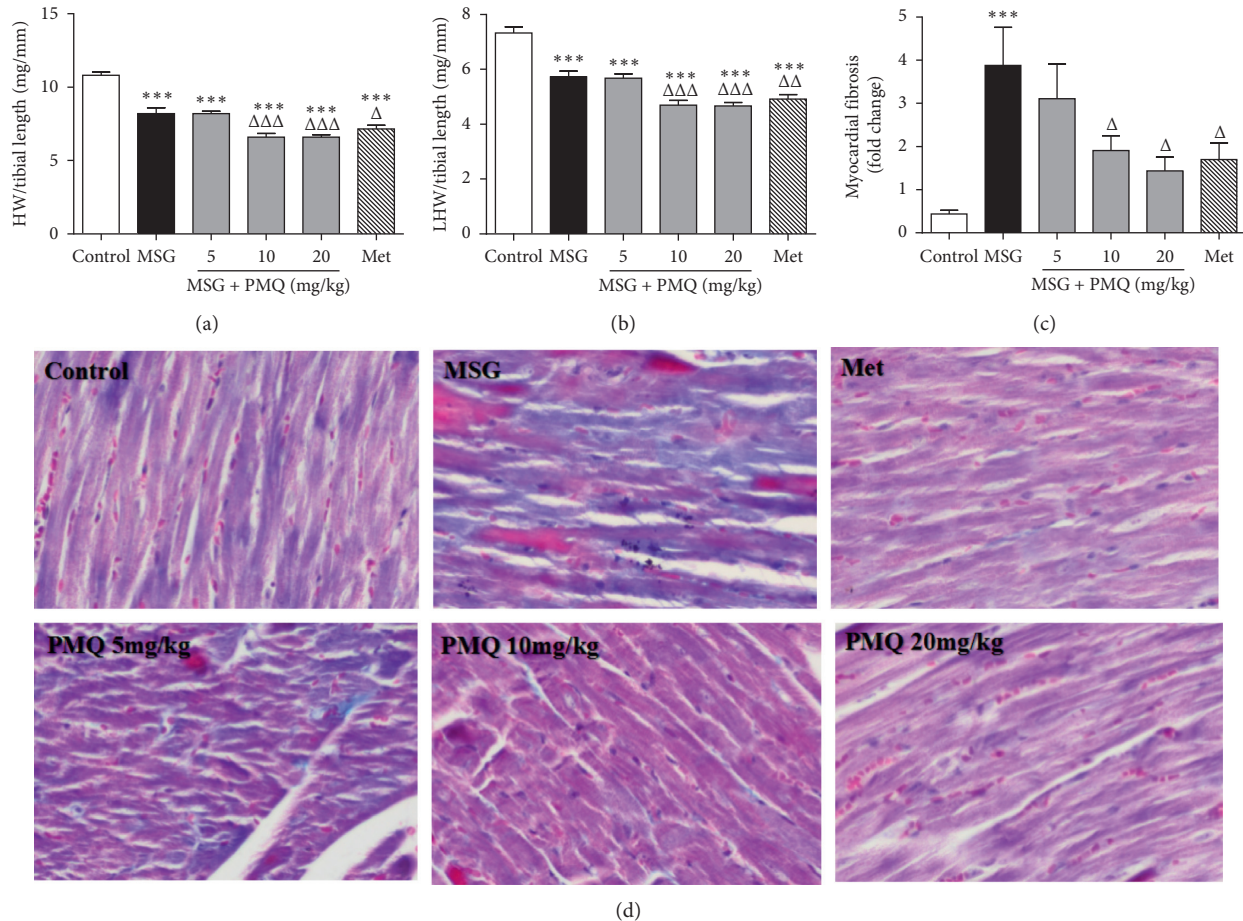 HW/tibial length (mg/mm)
15
10
5
0
***
***
***
***
***
ΔΔΔ
ΔΔΔ
Δ
Control MSG 5 10 20 Met
MSG + PMQ (mg/kg)
(a)
LHW/tibial length (mg/mm)
8
6
4
2
0
***
***
***
***
***
ΔΔΔ
ΔΔΔ
ΔΔ
Control MSG 5 10 20 Met
MSG + PMQ (mg/kg)
(b)
Myocardial fibrosis
(fold change)
5
4
3
2
1
0
***
Δ
Δ
Δ
Control MSG 5 10 20 Met
MSG + PMQ (mg/kg)
(c)
Control
MSG
Met
PMQ 5mg/kg
PMQ 10mg/kg
PMQ 20mg/kg
(d)